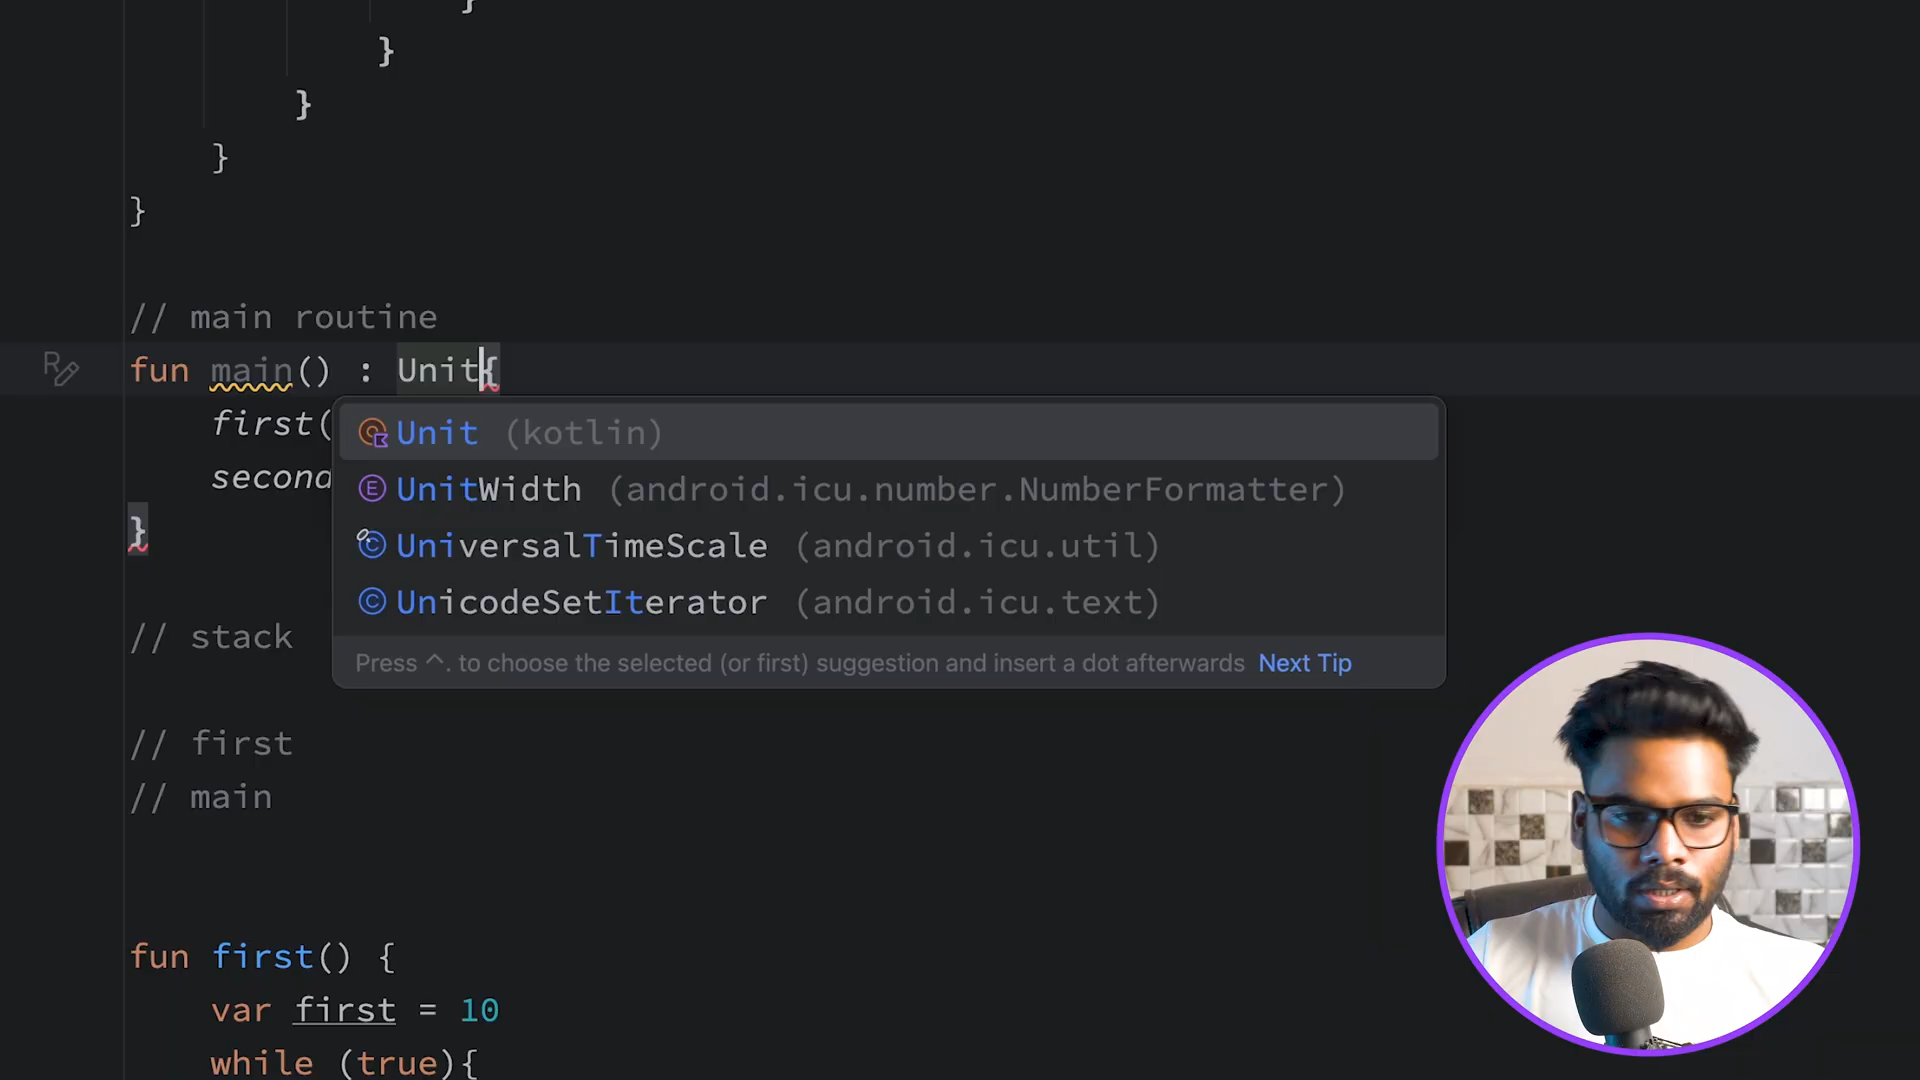 }
}
}
}
}
// main routine
fun main() : Unit{
first(
second
}
Unit (kotlin)
UnitWidth (android.icu.number.NumberFormatter)
UniversalTimeScale (android.icu.util)
UnicodeSetIterator (android.icu.text)
Press ^. to choose the selected (or first) suggestion and insert a dot afterwards Next Tip
// stack
// first
// main
fun first() {
var first = 10
while (true){